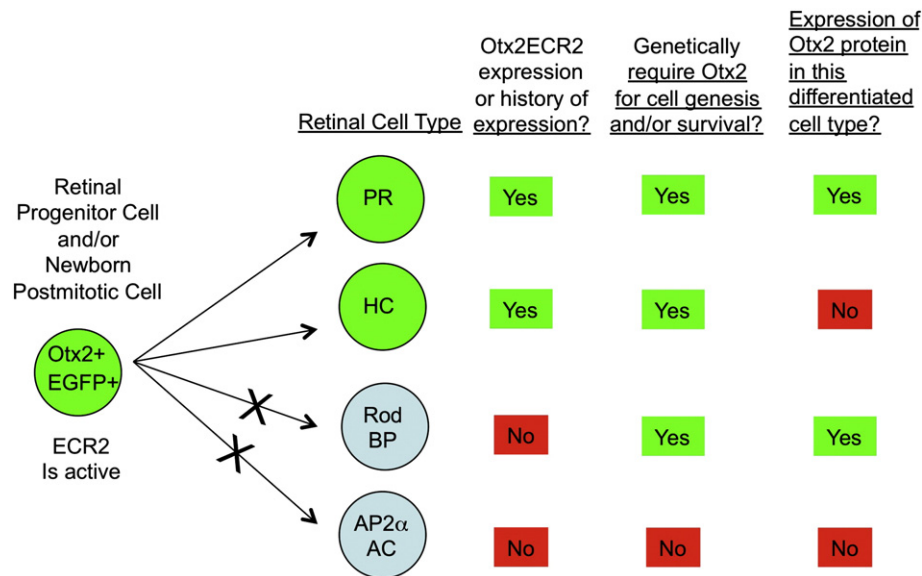 Otx2ECR2
expression
or history of
expression?
Genetically
require Otx2
for cell genesis
and/or survival?
Expression of
Otx2 protein
in this
differentiated
cell type?
Retinal Cell Type
Retinal
Progenitor Cell
and/or
Newborn
Postmitotic Cell
Otx2+
EGFP+
ECR2
Is active
PR
Yes
Yes
Yes
HC
Yes
Yes
No
Rod
BP
No
Yes
Yes
AP2α
AC
No
No
No